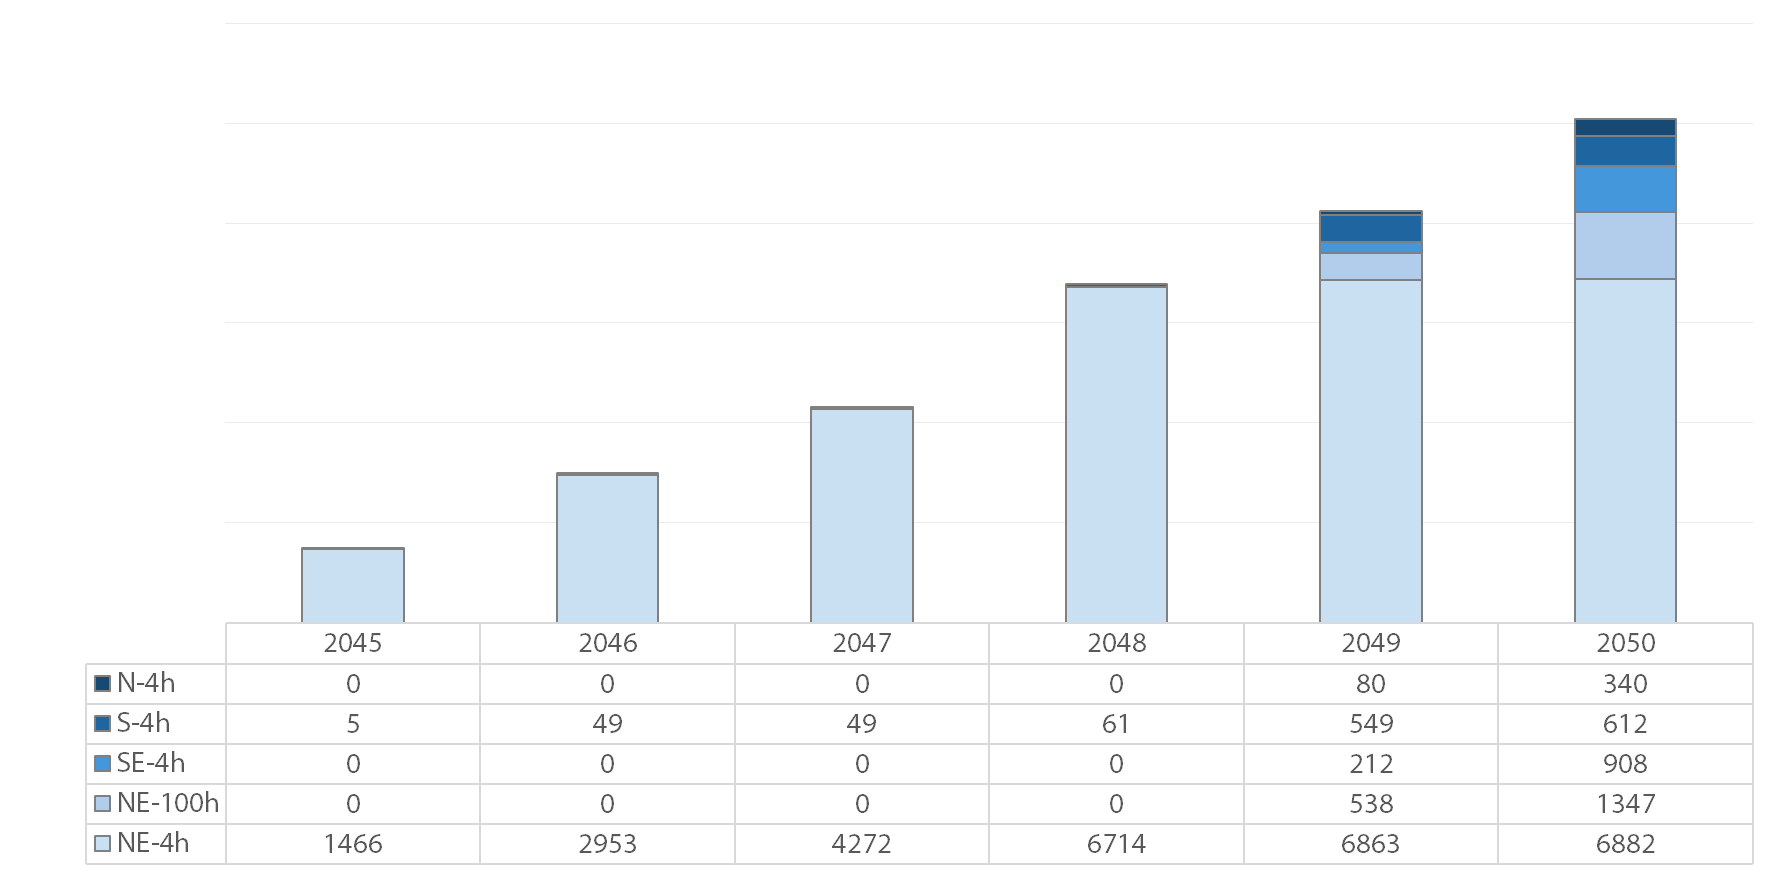 2045 2046 2047 2048 2049 2050
N-4h 0 0 0 0 80 340
S-4h 5 49 49 61 549 612
SE-4h 0 0 0 0 212 908
NE-100h 0 0 0 0 538 1347
NE-4h 1466 2953 4272 6714 6863 6882